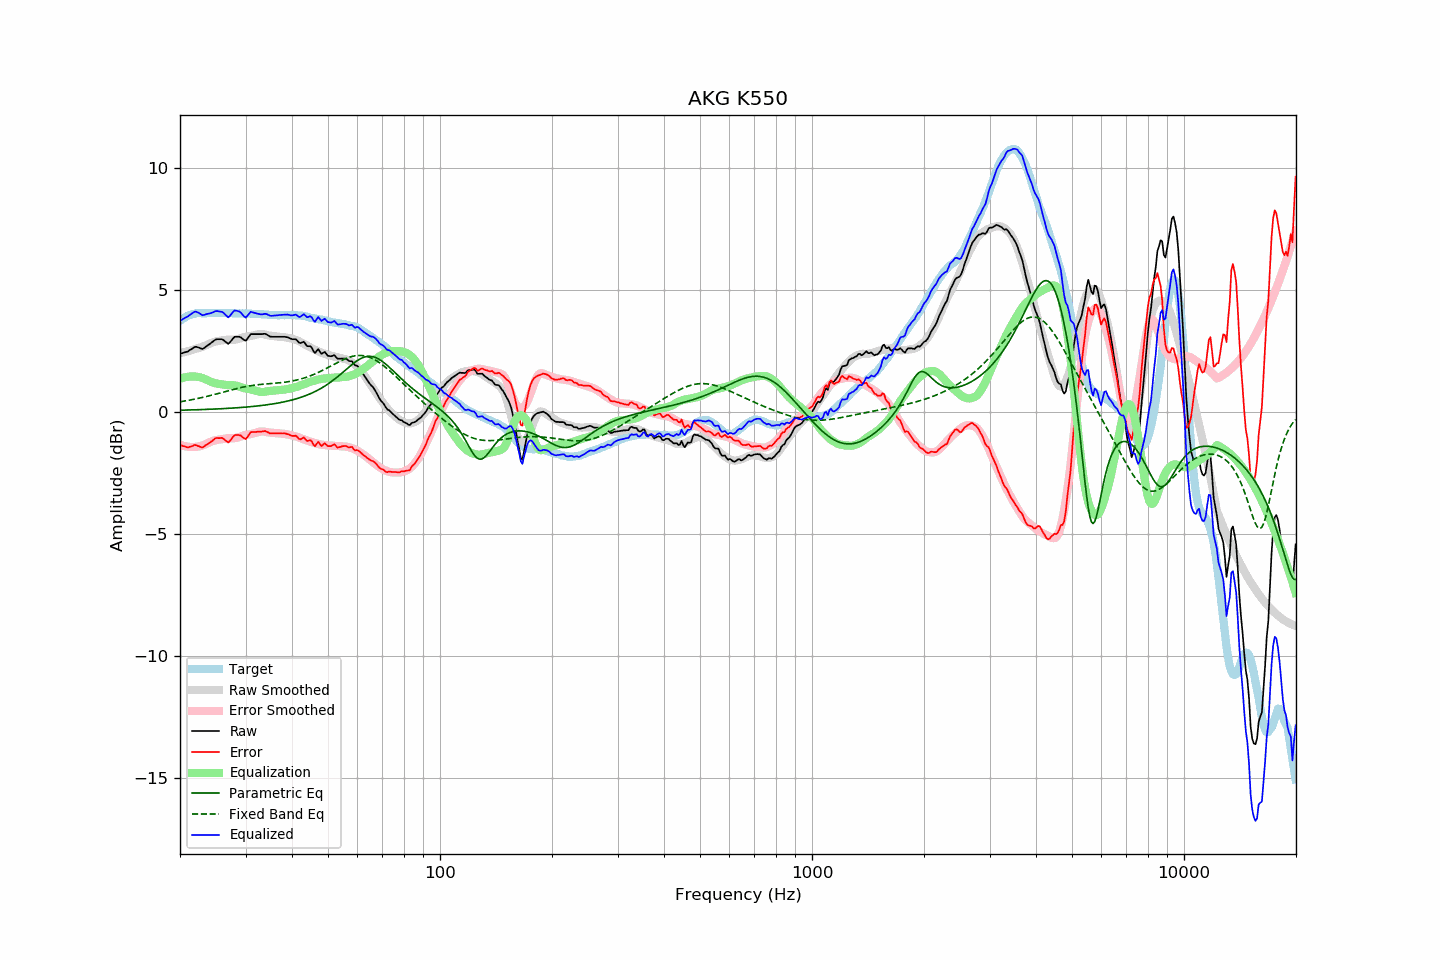 AKG K550
10
5
0
−5
−10
−15
Amplitude (dBr)
Target
Raw Smoothed
Error Smoothed
Raw
Error
Equalization
Parametric Eq
Fixed Band Eq
Equalized
100
1000
10000
Frequency (Hz)